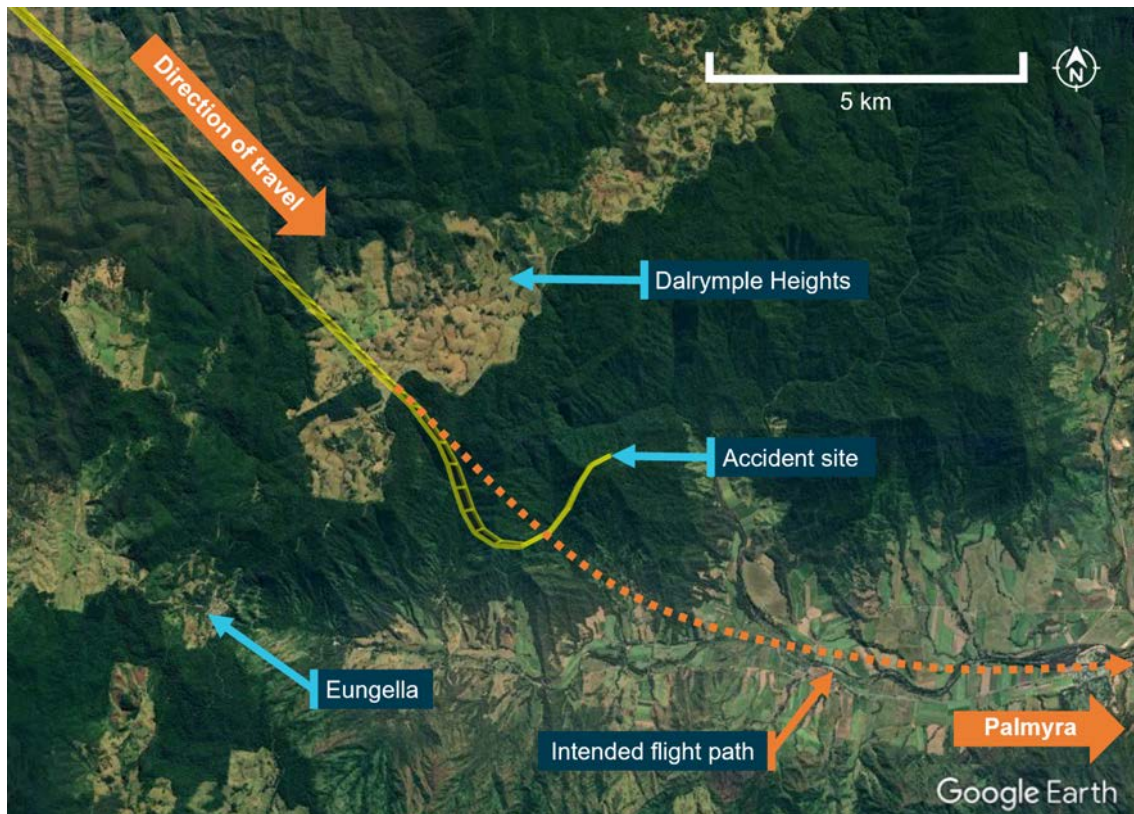 Direction of
travel
N
5 km
Dalrymple Heights
Accident site
Eungella
Intended flight path
Palmyra
Google Earth